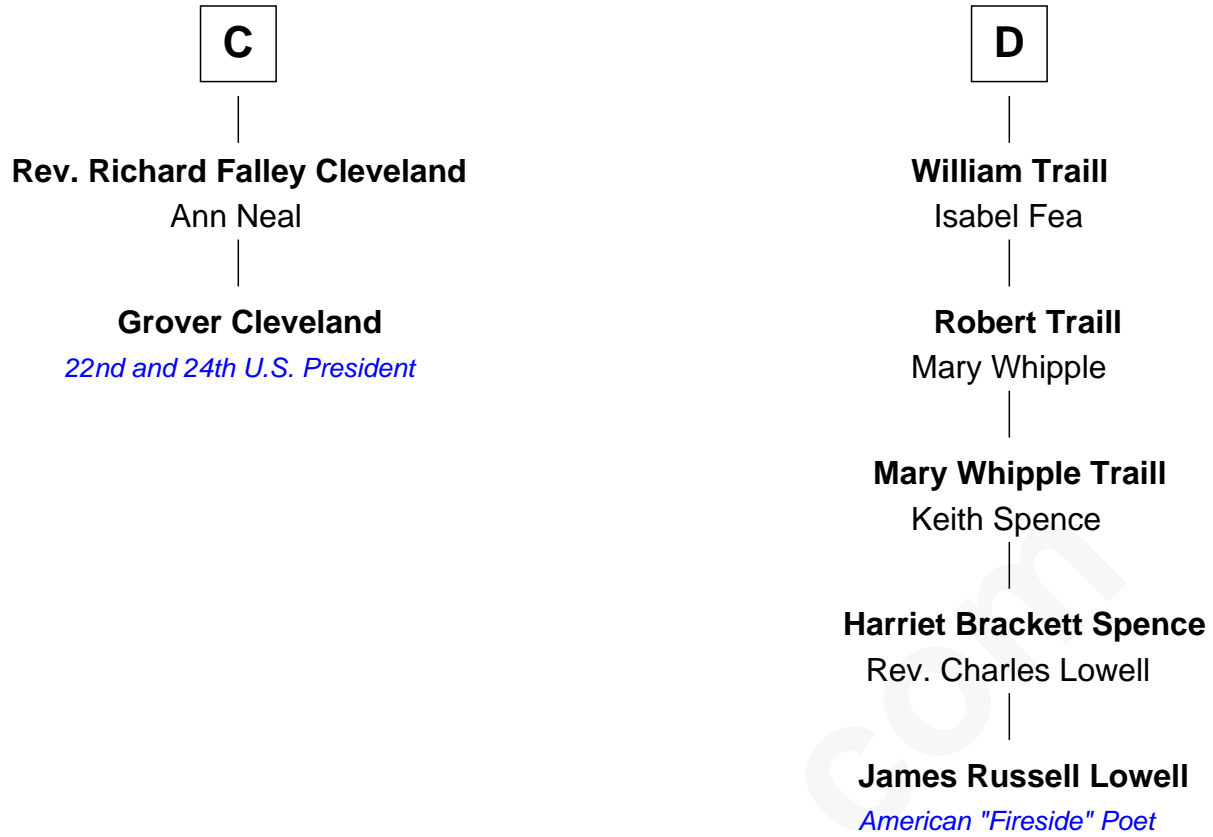 C
Rev. Richard Falley Cleveland
Ann Neal
Grover Cleveland
22nd and 24th U.S. President
D
William Traill
Isabel Fea
Robert Traill
Mary Whipple
Mary Whipple Traill
Keith Spence
Harriet Brackett Spence
Rev. Charles Lowell
James Russell Lowell
American "Fireside" Poet
com